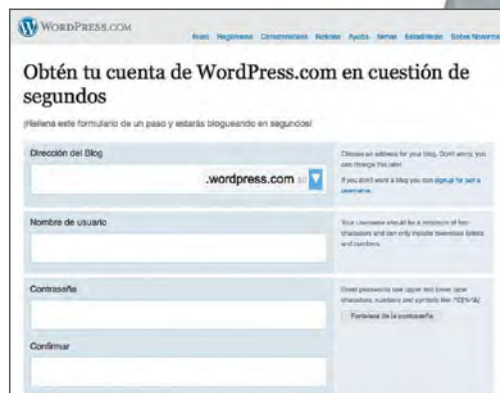 WORDPRESS.COM
Inicio Regístrate Características Noticias Ayuda Temas Estadísticas Sobre Nosotros
Obtén tu cuenta de WordPress.com en cuestión de
segundos
¡Rellena este formulario de un paso y estarás blogueando en segundos!
Dirección del Blog
.wordpress.com
Choose an address for your blog. Don't worry, you
can change this later.
If you don't want a blog you can signup for just a
username.
Nombre de usuario
Your username should be a minimum of four
characters and can only include lowercase letters
and numbers.
Contraseña
Great passwords use upper and lower case
characters, numbers and symbols like
Fortaleza de la contraseña
Confirmar